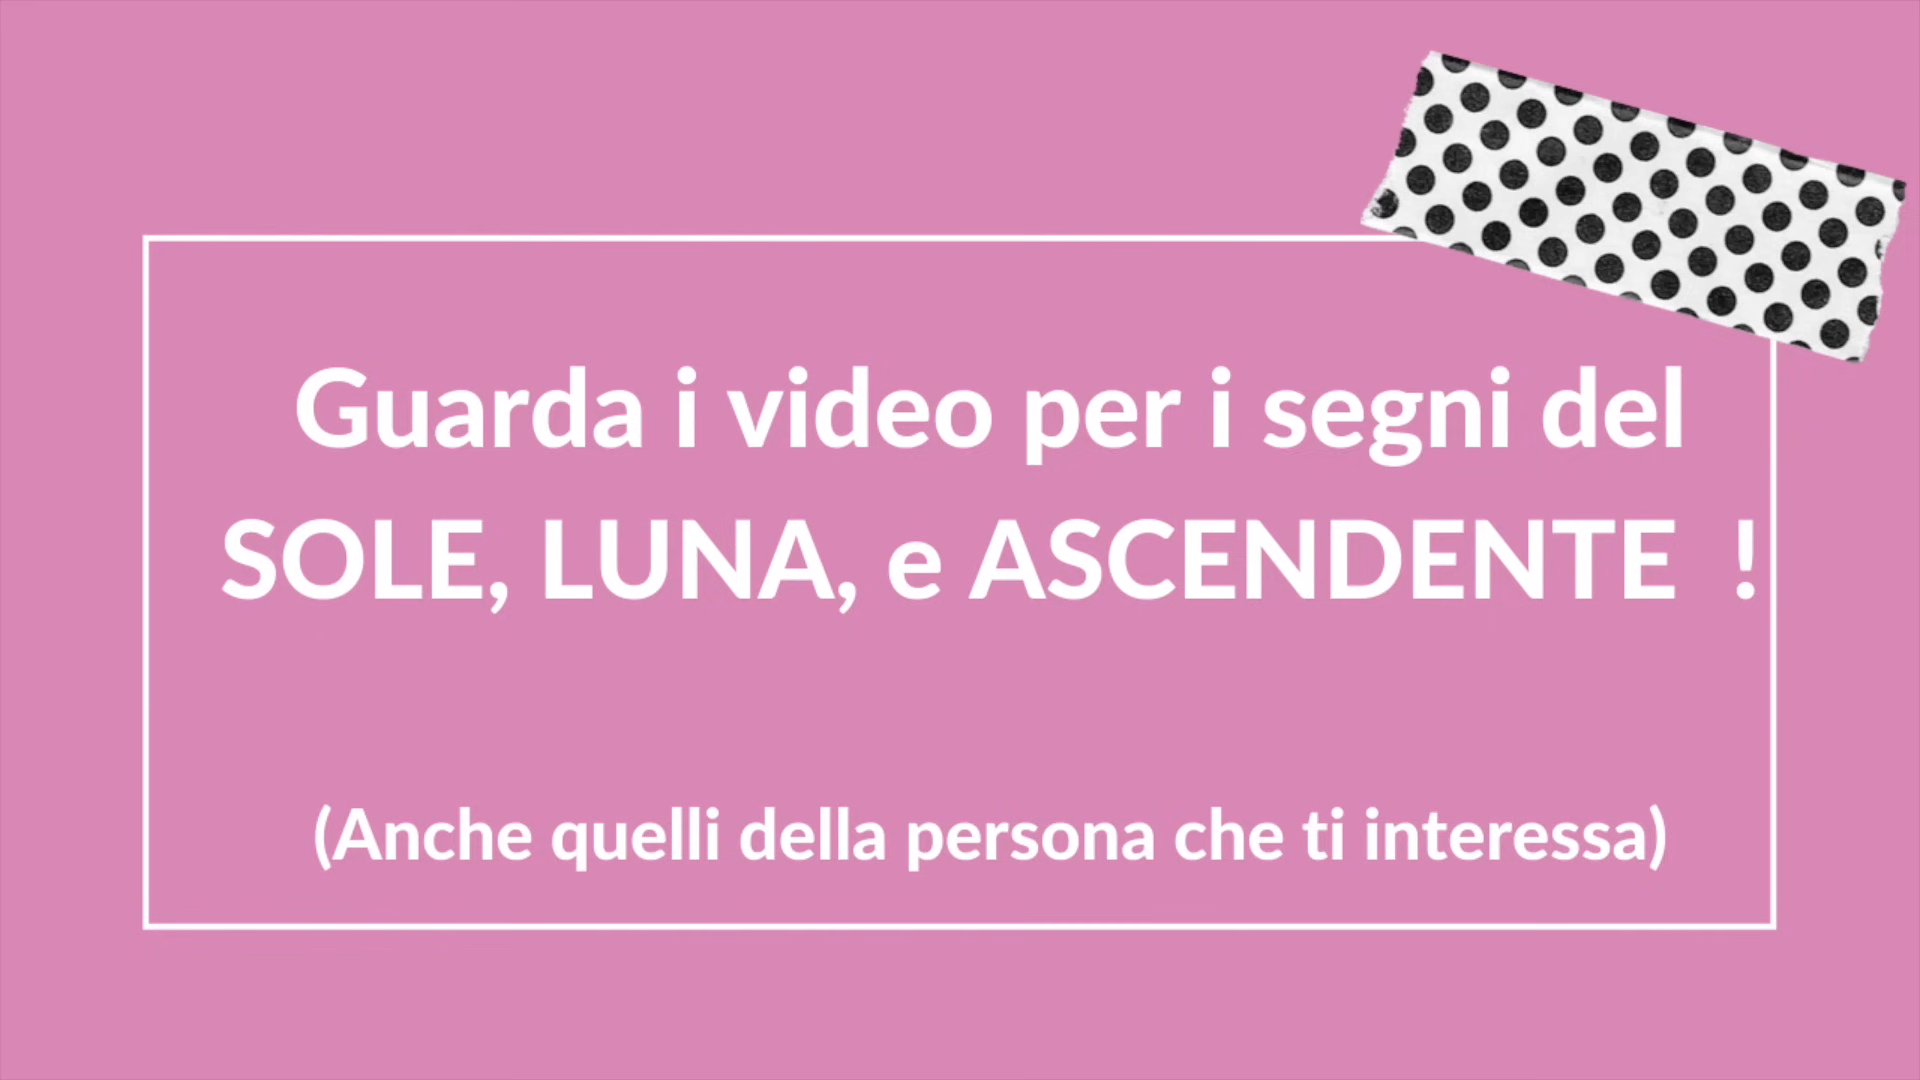 Guarda i video per i segni del
SOLE, LUNA, e ASCENDENTE !
(Anche quelli della persona che ti interessa)